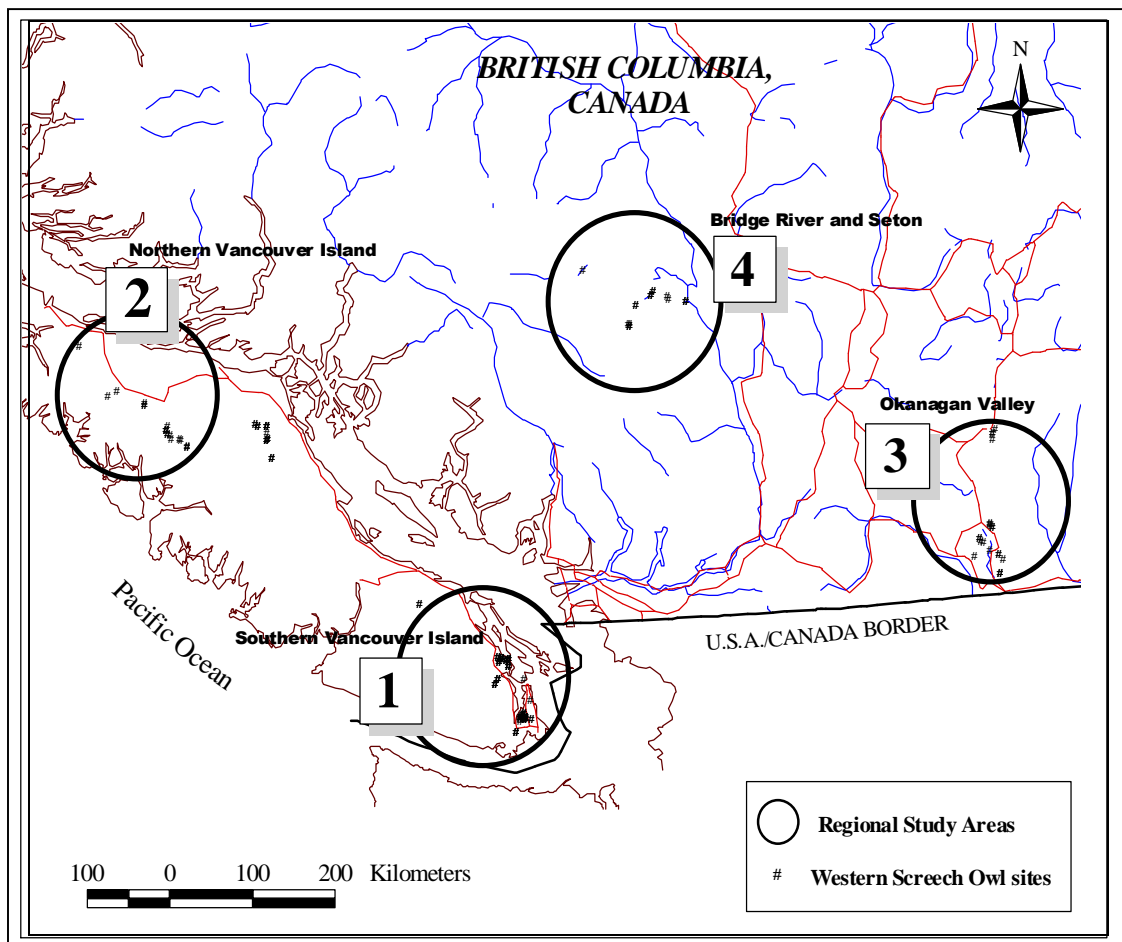 BRITISH COLUMBIA,
CANADA
N
Bridge River and Seton
4
Northern Vancouver Island
2
Okanagan Valley
3
Pacific Ocean
U.S.A./CANADA BORDER
Southern Vancouver Island
1
Regional Study Areas
# Western Screech Owl sites
100 0 100 200 Kilometers